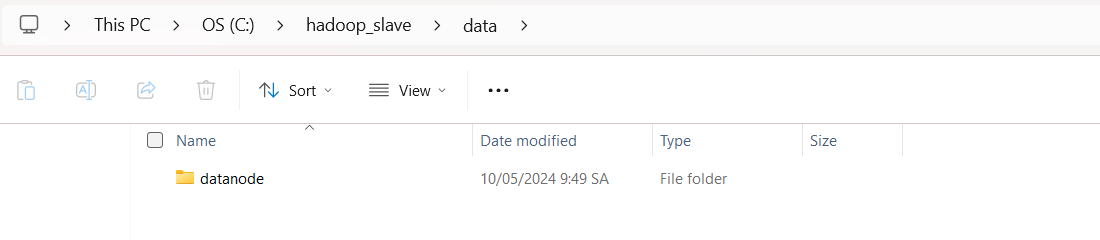 This PC > OS (C:) > hadoop_slave > data >
Sort View
Name Date modified Type Size
datanode 10/05/2024 9:49 SA File folder